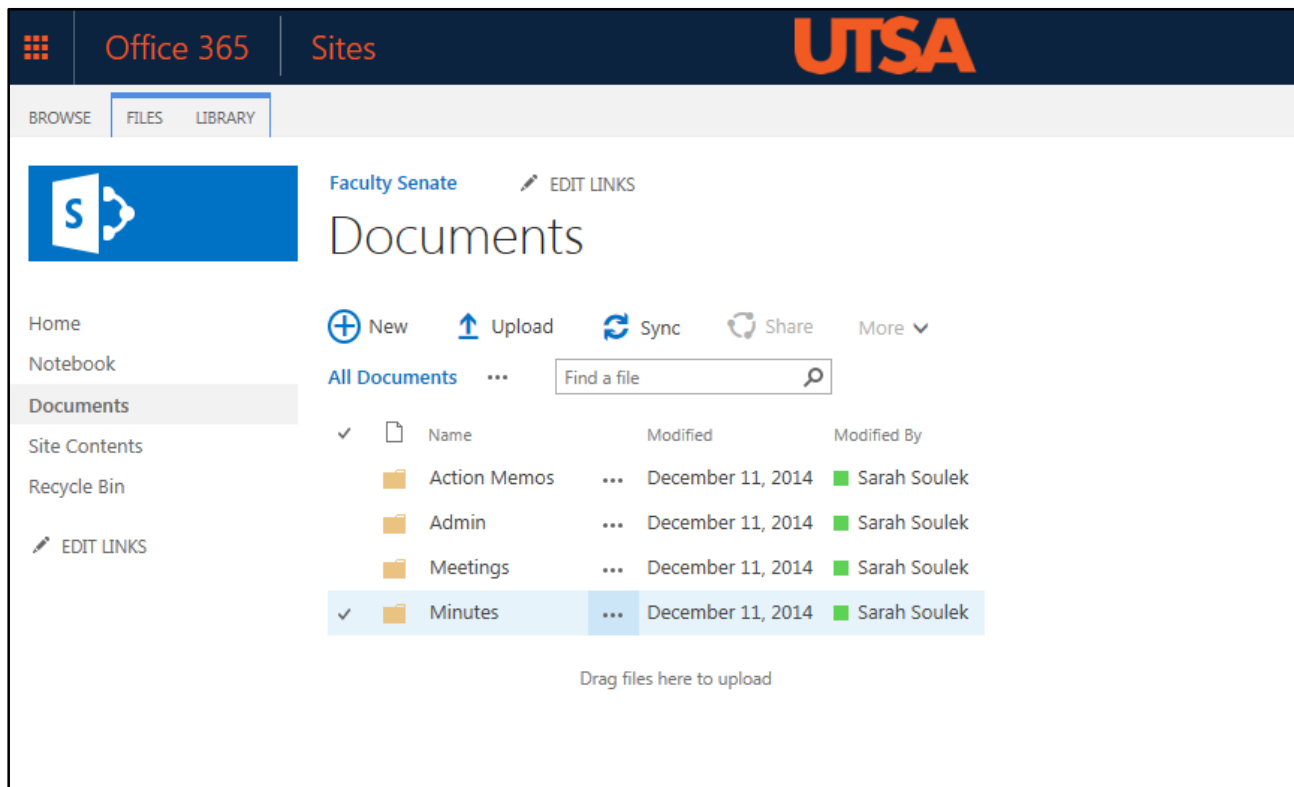 Office 365 Sites UTSA
BROWSE FILES LIBRARY
S
Faculty Senate EDIT LINKS
Documents
Home
Notebook
Documents
Site Contents
Recycle Bin
EDIT LINKS
New Upload Sync Share More
All Documents ••• Find a file
Name Modified Modified By
Action Memos ••• December 11, 2014 Sarah Soulek
Admin ••• December 11, 2014 Sarah Soulek
Meetings ••• December 11, 2014 Sarah Soulek
Minutes ••• December 11, 2014 Sarah Soulek
Drag files here to upload